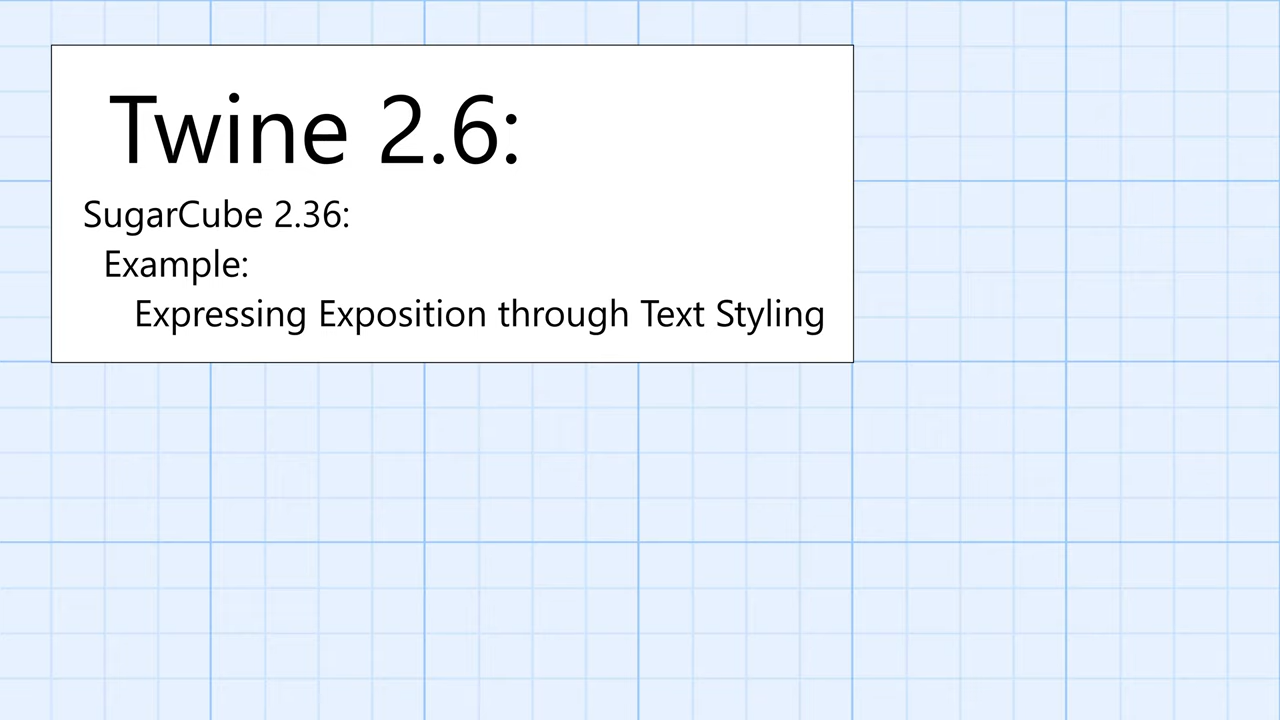 Twine 2.6:
SugarCube 2.36:
Example:
Expressing Exposition through Text Styling